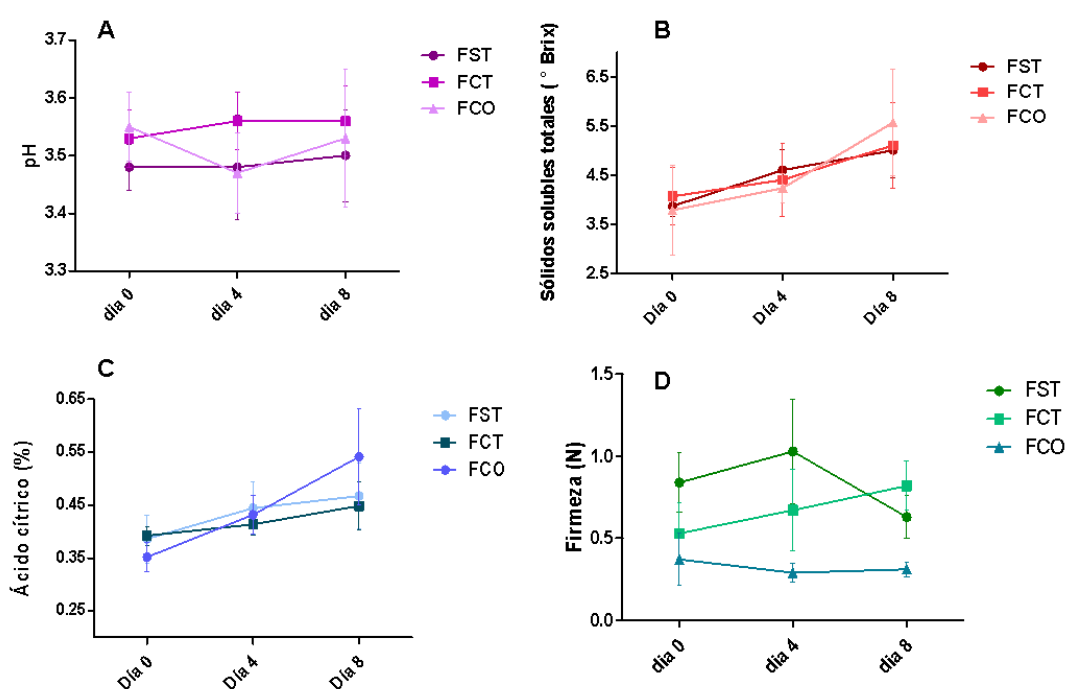 A
3.7
3.6
3.5
3.4
3.3
pH
día 0
día 4
día 8
FST
FCT
FCO
B
6.5
5.5
4.5
3.5
2.5
Sólidos solubles totales ( ° Brix)
Día 0
Día 4
Día 8
FST
FCT
FCO
C
0.65
0.55
0.45
0.35
0.25
Ácido cítrico (%)
Día 0
Día 4
Día 8
FST
FCT
FCO
D
1.5
1.0
0.5
0.0
Firmeza (N)
dia 0
dia 4
dia 8
FST
FCT
FCO